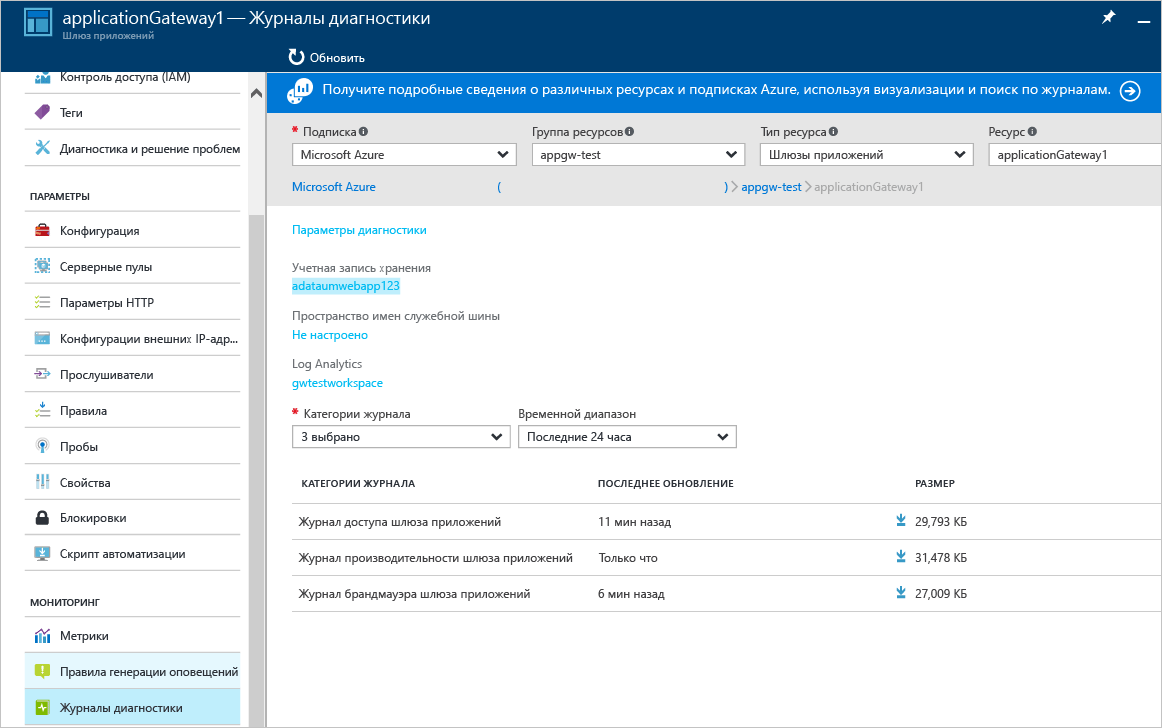 applicationGateway1 — Журналы диагностики
Шлюз приложений
Обновить
Контроль доступа (IAM)
Теги
Диагностика и решение проблем
ПАРАМЕТРЫ
Конфигурация
Серверные пулы
Параметры HTTP
Конфигурации внешних IP-адр...
Прослушиватели
Правила
Пробы
Свойства
Блокировки
Скрипт автоматизации
МОНИТОРИНГ
Метрики
Правила генерации оповещений
Журналы диагностики
Получите подробные сведения о различных ресурсах и подписках Azure, используя визуализации и поиск по журналам.
* Подписка Группа ресурсов Тип ресурса Ресурс
Microsoft Azure appgw-test Шлюзы приложений applicationGateway1
Microsoft Azure ( ) > appgw-test > applicationGateway1
Параметры диагностики
Учетная запись хранения
adataumwebapp123
Пространство имен служебной шины
Не настроено
Log Analytics
gwtestworkspace
* Категории журнала Временной диапазон
3 выбрано Последние 24 часа
КАТЕГОРИИ ЖУРНАЛА ПОСЛЕДНЕЕ ОБНОВЛЕНИЕ РАЗМЕР
Журнал доступа шлюза приложений 11 мин назад 29,793 КБ
Журнал производительности шлюза приложений Только что 31,478 КБ
Журнал брандмауэра шлюза приложений 6 мин назад 27,009 КБ